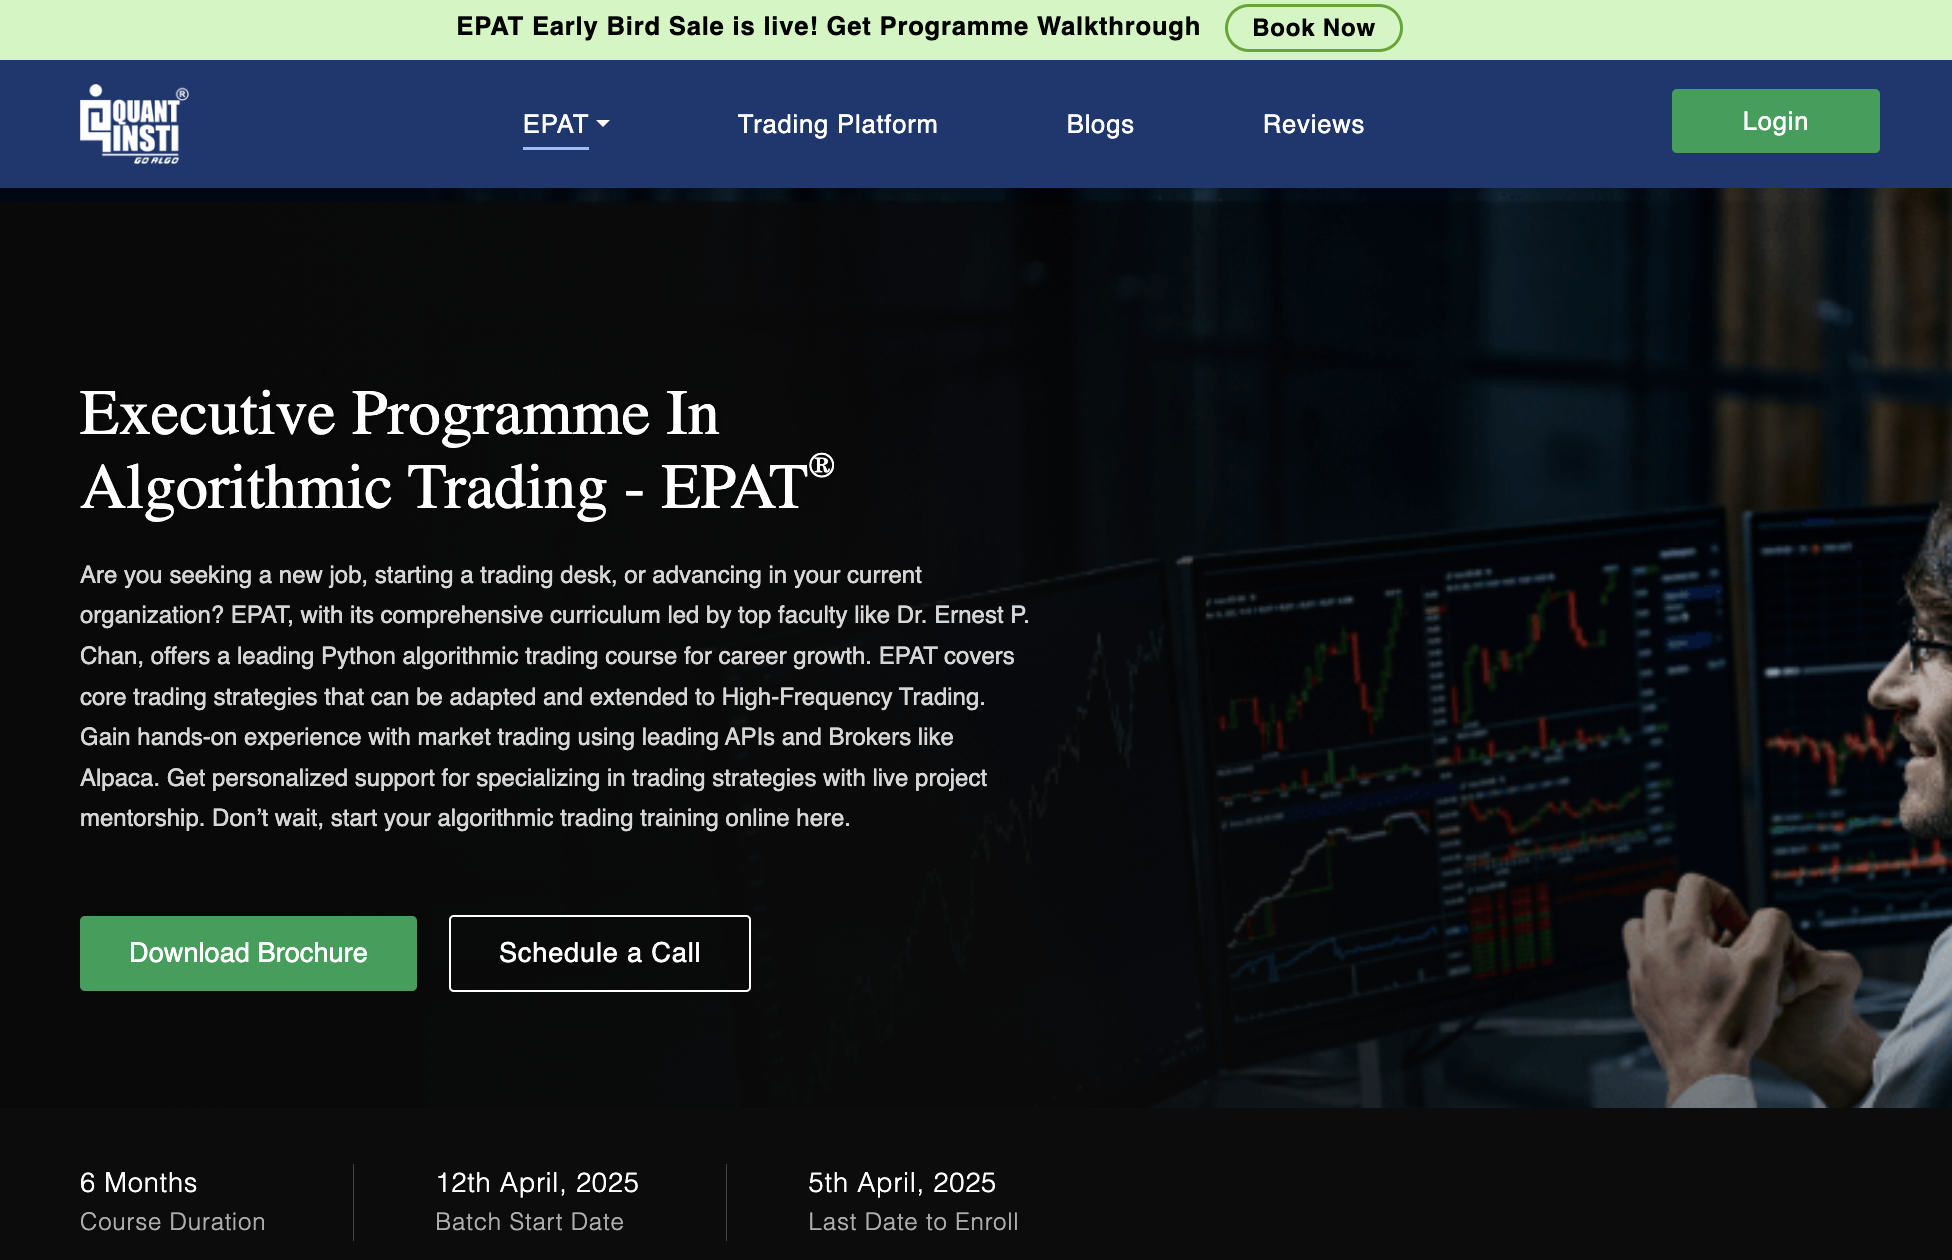 EPAT Early Bird Sale is live! Get Programme Walkthrough Book Now
QUANT INSTI ®
GO ALGO
EPAT Trading Platform Blogs Reviews Login
Executive Programme In
Algorithmic Trading - EPAT®
Are you seeking a new job, starting a trading desk, or advancing in your current
organization? EPAT, with its comprehensive curriculum led by top faculty like Dr. Ernest P.
Chan, offers a leading Python algorithmic trading course for career growth. EPAT covers
core trading strategies that can be adapted and extended to High-Frequency Trading.
Gain hands-on experience with market trading using leading APIs and Brokers like
Alpaca. Get personalized support for specializing in trading strategies with live project
mentorship. Don’t wait, start your algorithmic trading training online here.
Download Brochure Schedule a Call
6 Months
Course Duration
12th April, 2025
Batch Start Date
5th April, 2025
Last Date to Enroll